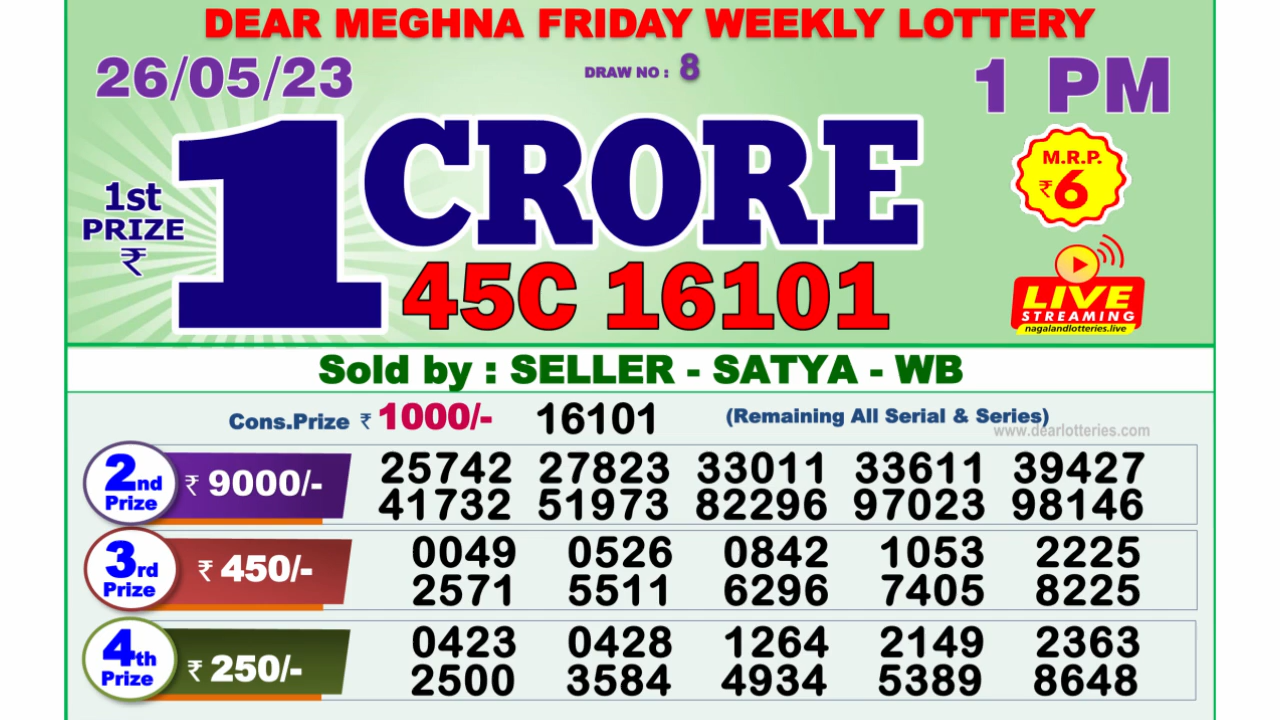 DEAR MEGHNA FRIDAY WEEKLY LOTTERY
26/05/23
DRAW NO : 8
1 PM
1st
PRIZE
₹
1 CRORE
45C 16101
M.R.P.
₹6
LIVE
STREAMING
nagalandlotteries.live
Sold by : SELLER - SATYA - WB
Cons.Prize ₹ 1000/- 16101 (Remaining All Serial & Series)
www.dearlotteries.com
2nd
Prize
₹ 9000/-
25742 27823 33011 33611 39427
41732 51973 82296 97023 98146
3rd
Prize
₹ 450/-
0049 0526 0842 1053 2225
2571 5511 6296 7405 8225
4th
Prize
₹ 250/-
0423 0428 1264 2149 2363
2500 3584 4934 5389 8648